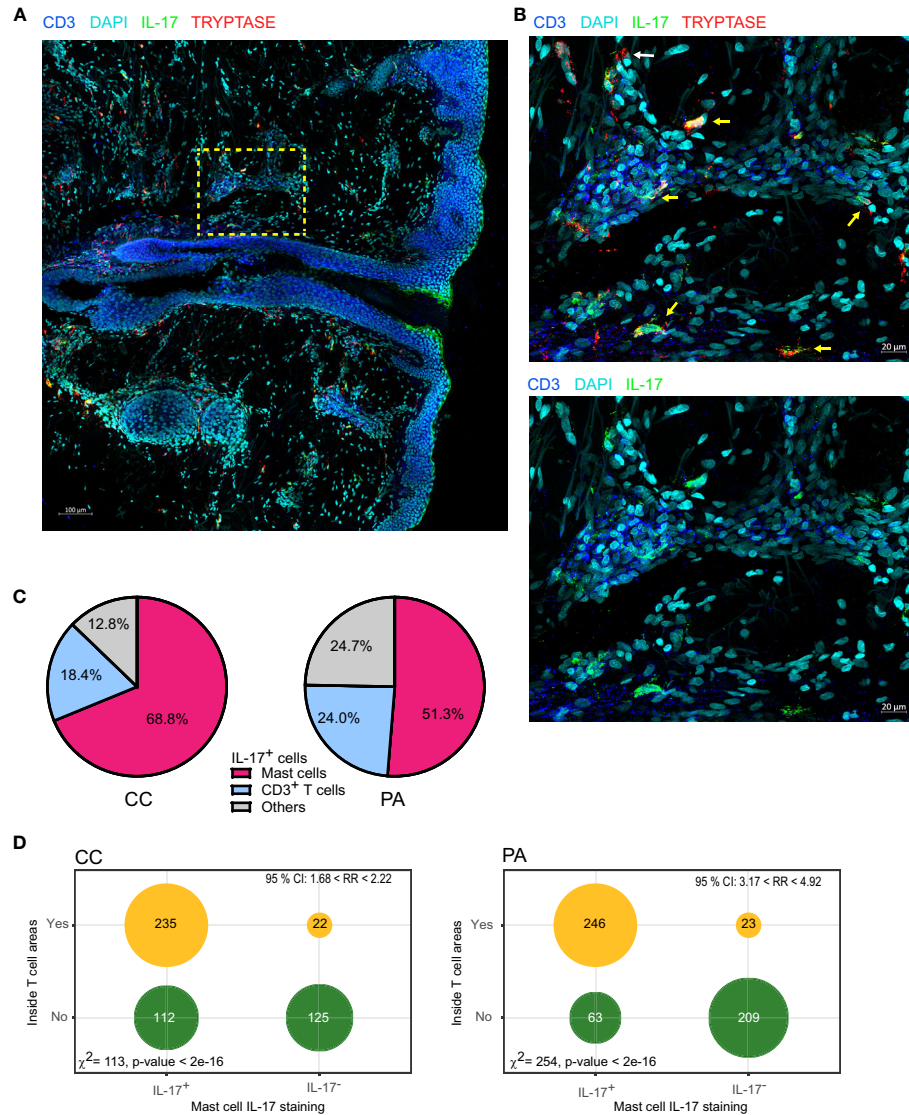 A
CD3 DAPI IL-17 TRYPTASE
100 µm
B
CD3 DAPI IL-17 TRYPTASE
20 µm
CD3 DAPI IL-17
20 µm
C
12.8%
18.4%
68.8%
CC
24.7%
24.0%
51.3%
PA
IL-17⁺ cells
Mast cells
CD3⁺ T cells
Others
D
CC
95 % CI: 1.68 < RR < 2.22
Inside T cell areas
Yes
235
22
No
112
125
χ²= 113, p-value < 2e-16
IL-17⁺
IL-17⁻
Mast cell IL-17 staining
PA
95 % CI: 3.17 < RR < 4.92
Inside T cell areas
Yes
246
23
No
63
209
χ²= 254, p-value < 2e-16
IL-17⁺
IL-17⁻
Mast cell IL-17 staining